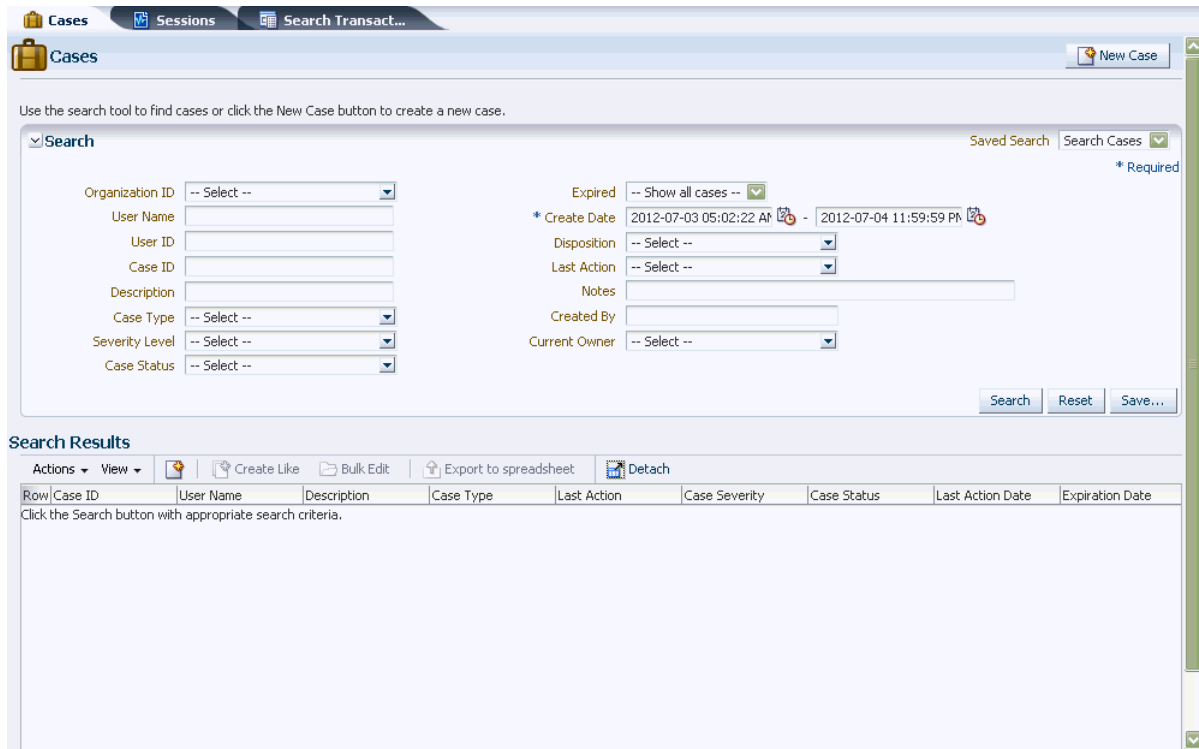 Cases Sessions Search Transact...
Cases New Case
Use the search tool to find cases or click the New Case button to create a new case.
Search Saved Search Search Cases
* Required
Organization ID -- Select -- Expired -- Show all cases --
User Name * Create Date 2012-07-03 05:02:22 AM - 2012-07-04 11:59:59 PM
User ID Disposition -- Select --
Case ID Last Action -- Select --
Description Notes
Case Type -- Select -- Created By
Severity Level -- Select -- Current Owner -- Select --
Case Status -- Select --
Search Reset Save...
Search Results
Actions View Create Like Bulk Edit Export to spreadsheet Detach
Row Case ID User Name Description Case Type Last Action Case Severity Case Status Last Action Date Expiration Date
Click the Search button with appropriate search criteria.